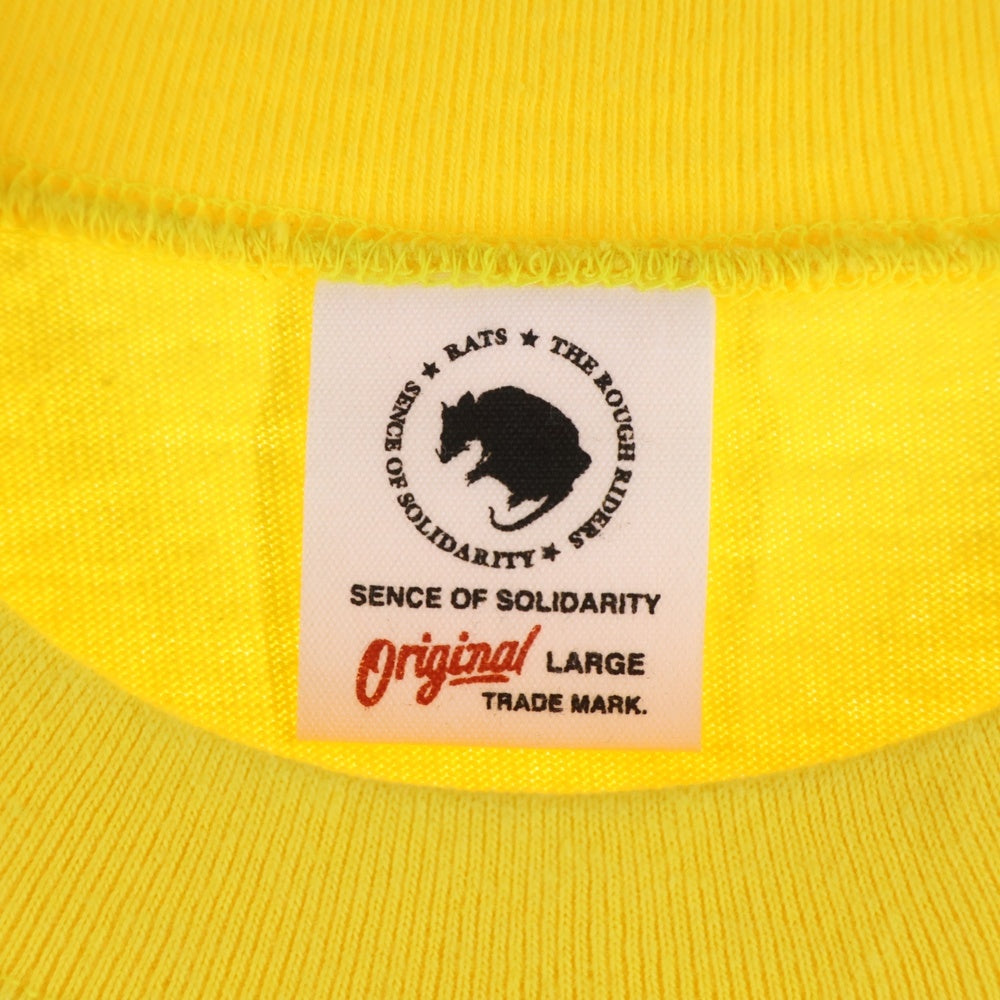 RATS ★ THE ROUGH RIDERS ★ SENCE OF SOLIDARITY ★
SENCE OF SOLIDARITY
Original LARGE
TRADE MARK.